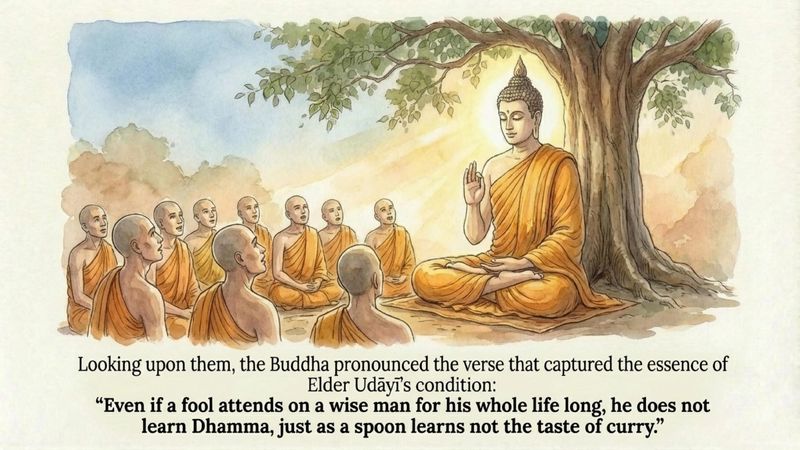 Looking upon them, the Buddha pronounced the verse that captured the essence of
Elder Udāyī’s condition:
“Even if a fool attends on a wise man for his whole life long, he does not
learn Dhamma, just as a spoon learns not the taste of curry.”